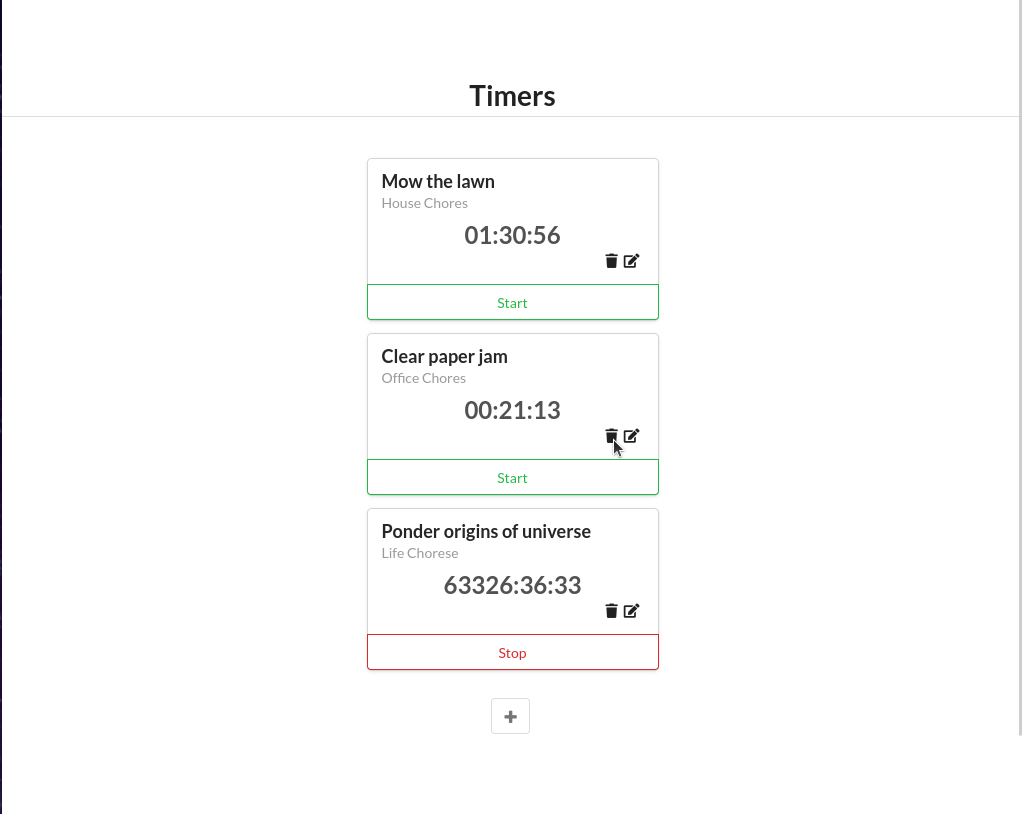 Timers
Mow the lawn
House Chores
01:30:56
Start
Clear paper jam
Office Chores
00:21:13
Start
Ponder origins of universe
Life Chorese
63326:36:33
Stop